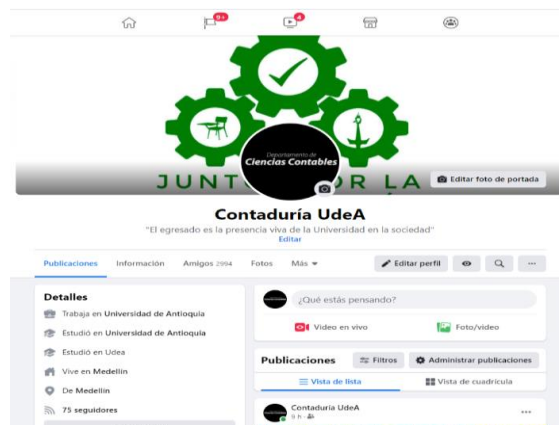 9+
4
Departamento de
Ciencias Contables
JUNT
R LA
Editar foto de portada
Contaduría UdeA
"El egresado es la presencia viva de la Universidad en la sociedad"
Editar
Publicaciones Información Amigos 2994 Fotos Más Editar perfil ...
Detalles
Trabaja en Universidad de Antioquia
Estudió en Universidad de Antioquia
Estudió en Udea
Vive en Medellín
De Medellín
75 seguidores
¿Qué estás pensando?
Video en vivo Foto/video
Publicaciones Filtros Administrar publicaciones
Vista de lista Vista de cuadrícula
Contaduría UdeA
9 h ·
...